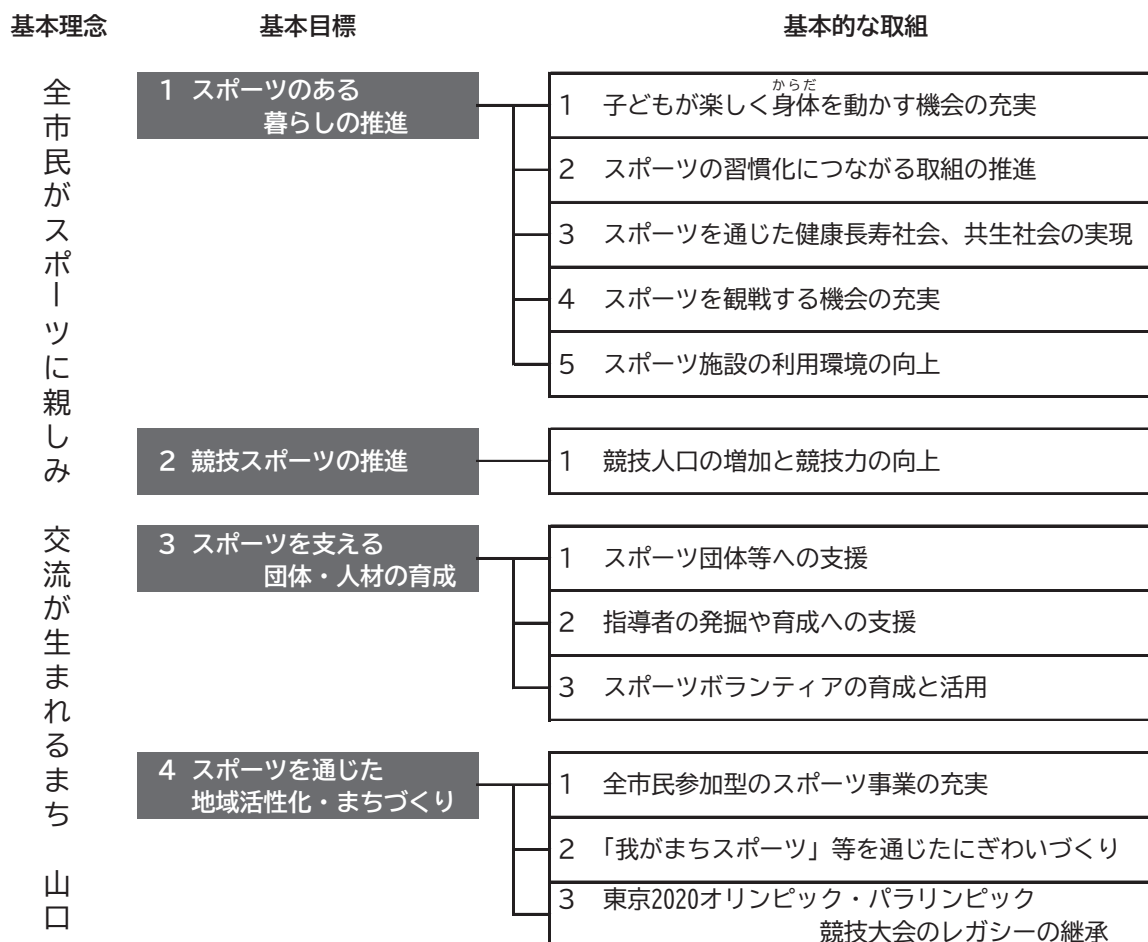 基本理念
基本目標
基本的な取組
全市民がスポーツに親しみ　交流が生まれるまち　山口
1 スポーツのある
暮らしの推進
からだ
1 子どもが楽しく身体を動かす機会の充実
2 スポーツの習慣化につながる取組の推進
3 スポーツを通じた健康長寿社会、共生社会の実現
4 スポーツを観戦する機会の充実
5 スポーツ施設の利用環境の向上
2 競技スポーツの推進
1 競技人口の増加と競技力の向上
3 スポーツを支える
団体・人材の育成
1 スポーツ団体等への支援
2 指導者の発掘や育成への支援
3 スポーツボランティアの育成と活用
4 スポーツを通じた
地域活性化・まちづくり
1 全市民参加型のスポーツ事業の充実
2 「我がまちスポーツ」等を通じたにぎわいづくり
3 東京2020オリンピック・パラリンピック
競技大会のレガシーの継承